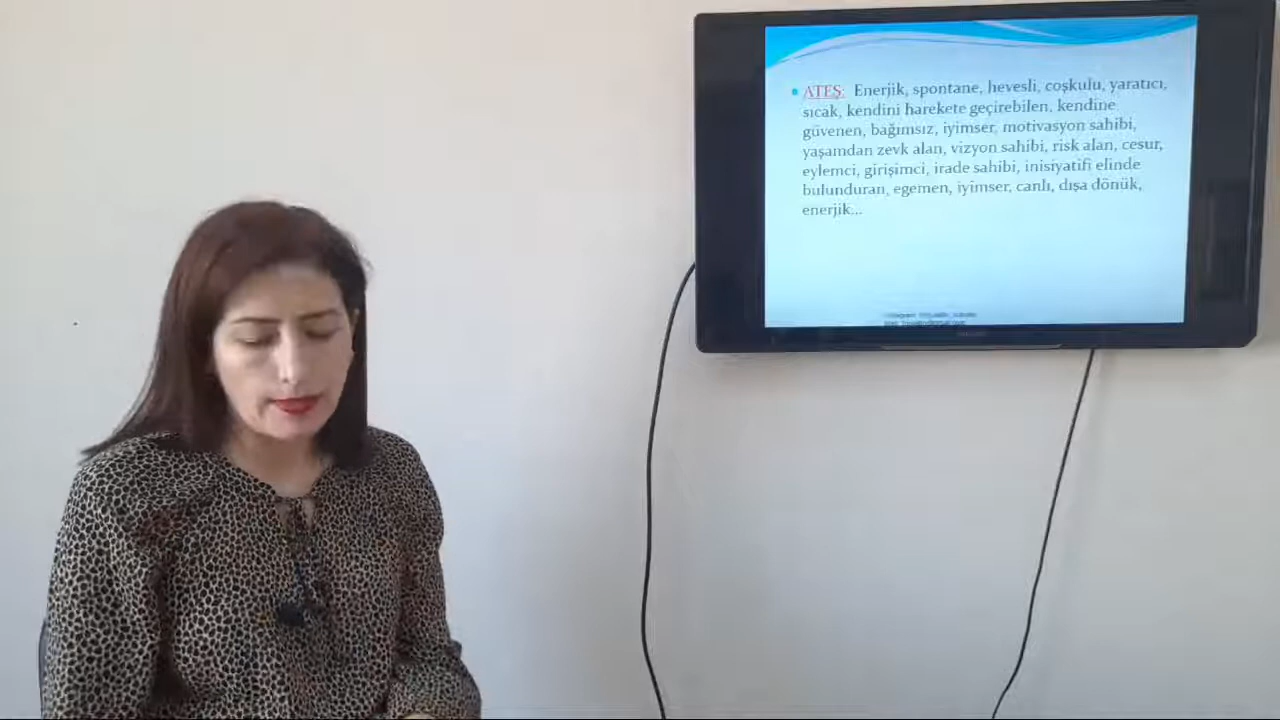 ATEŞ: Enerjik, spontane, hevesli, coşkulu, yaratıcı,
sıcak, kendini harekete geçirebilen, kendine
güvenen, bağımsız, iyimser, motivasyon sahibi,
yaşamdan zevk alan, vizyon sahibi, risk alan, cesur,
eylemci, girişimci, irade sahibi, inisiyatifi elinde
bulunduran, egemen, iyimser, canlı, dışa dönük,
enerjik...